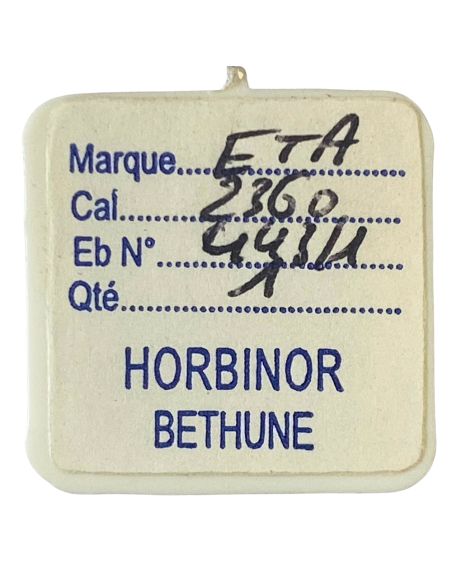 Marque....ETA
Cal....2360
Eb N°....443/1
Qté....1
HORBINOR
BETHUNE